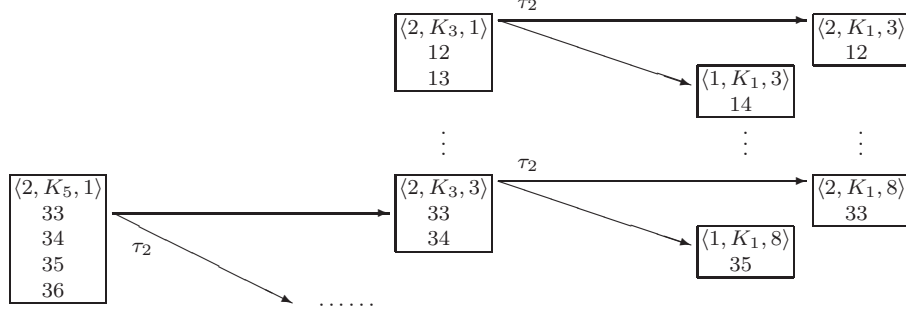 τ₂
⟨2, K₃, 1⟩
12
13
⟨2, K₁, 3⟩
12
⟨1, K₁, 3⟩
14
⋮
⋮
⋮
τ₂
⟨2, K₅, 1⟩
33
34
35
36
⟨2, K₃, 3⟩
33
34
⟨2, K₁, 8⟩
33
⟨1, K₁, 8⟩
35
τ₂
......